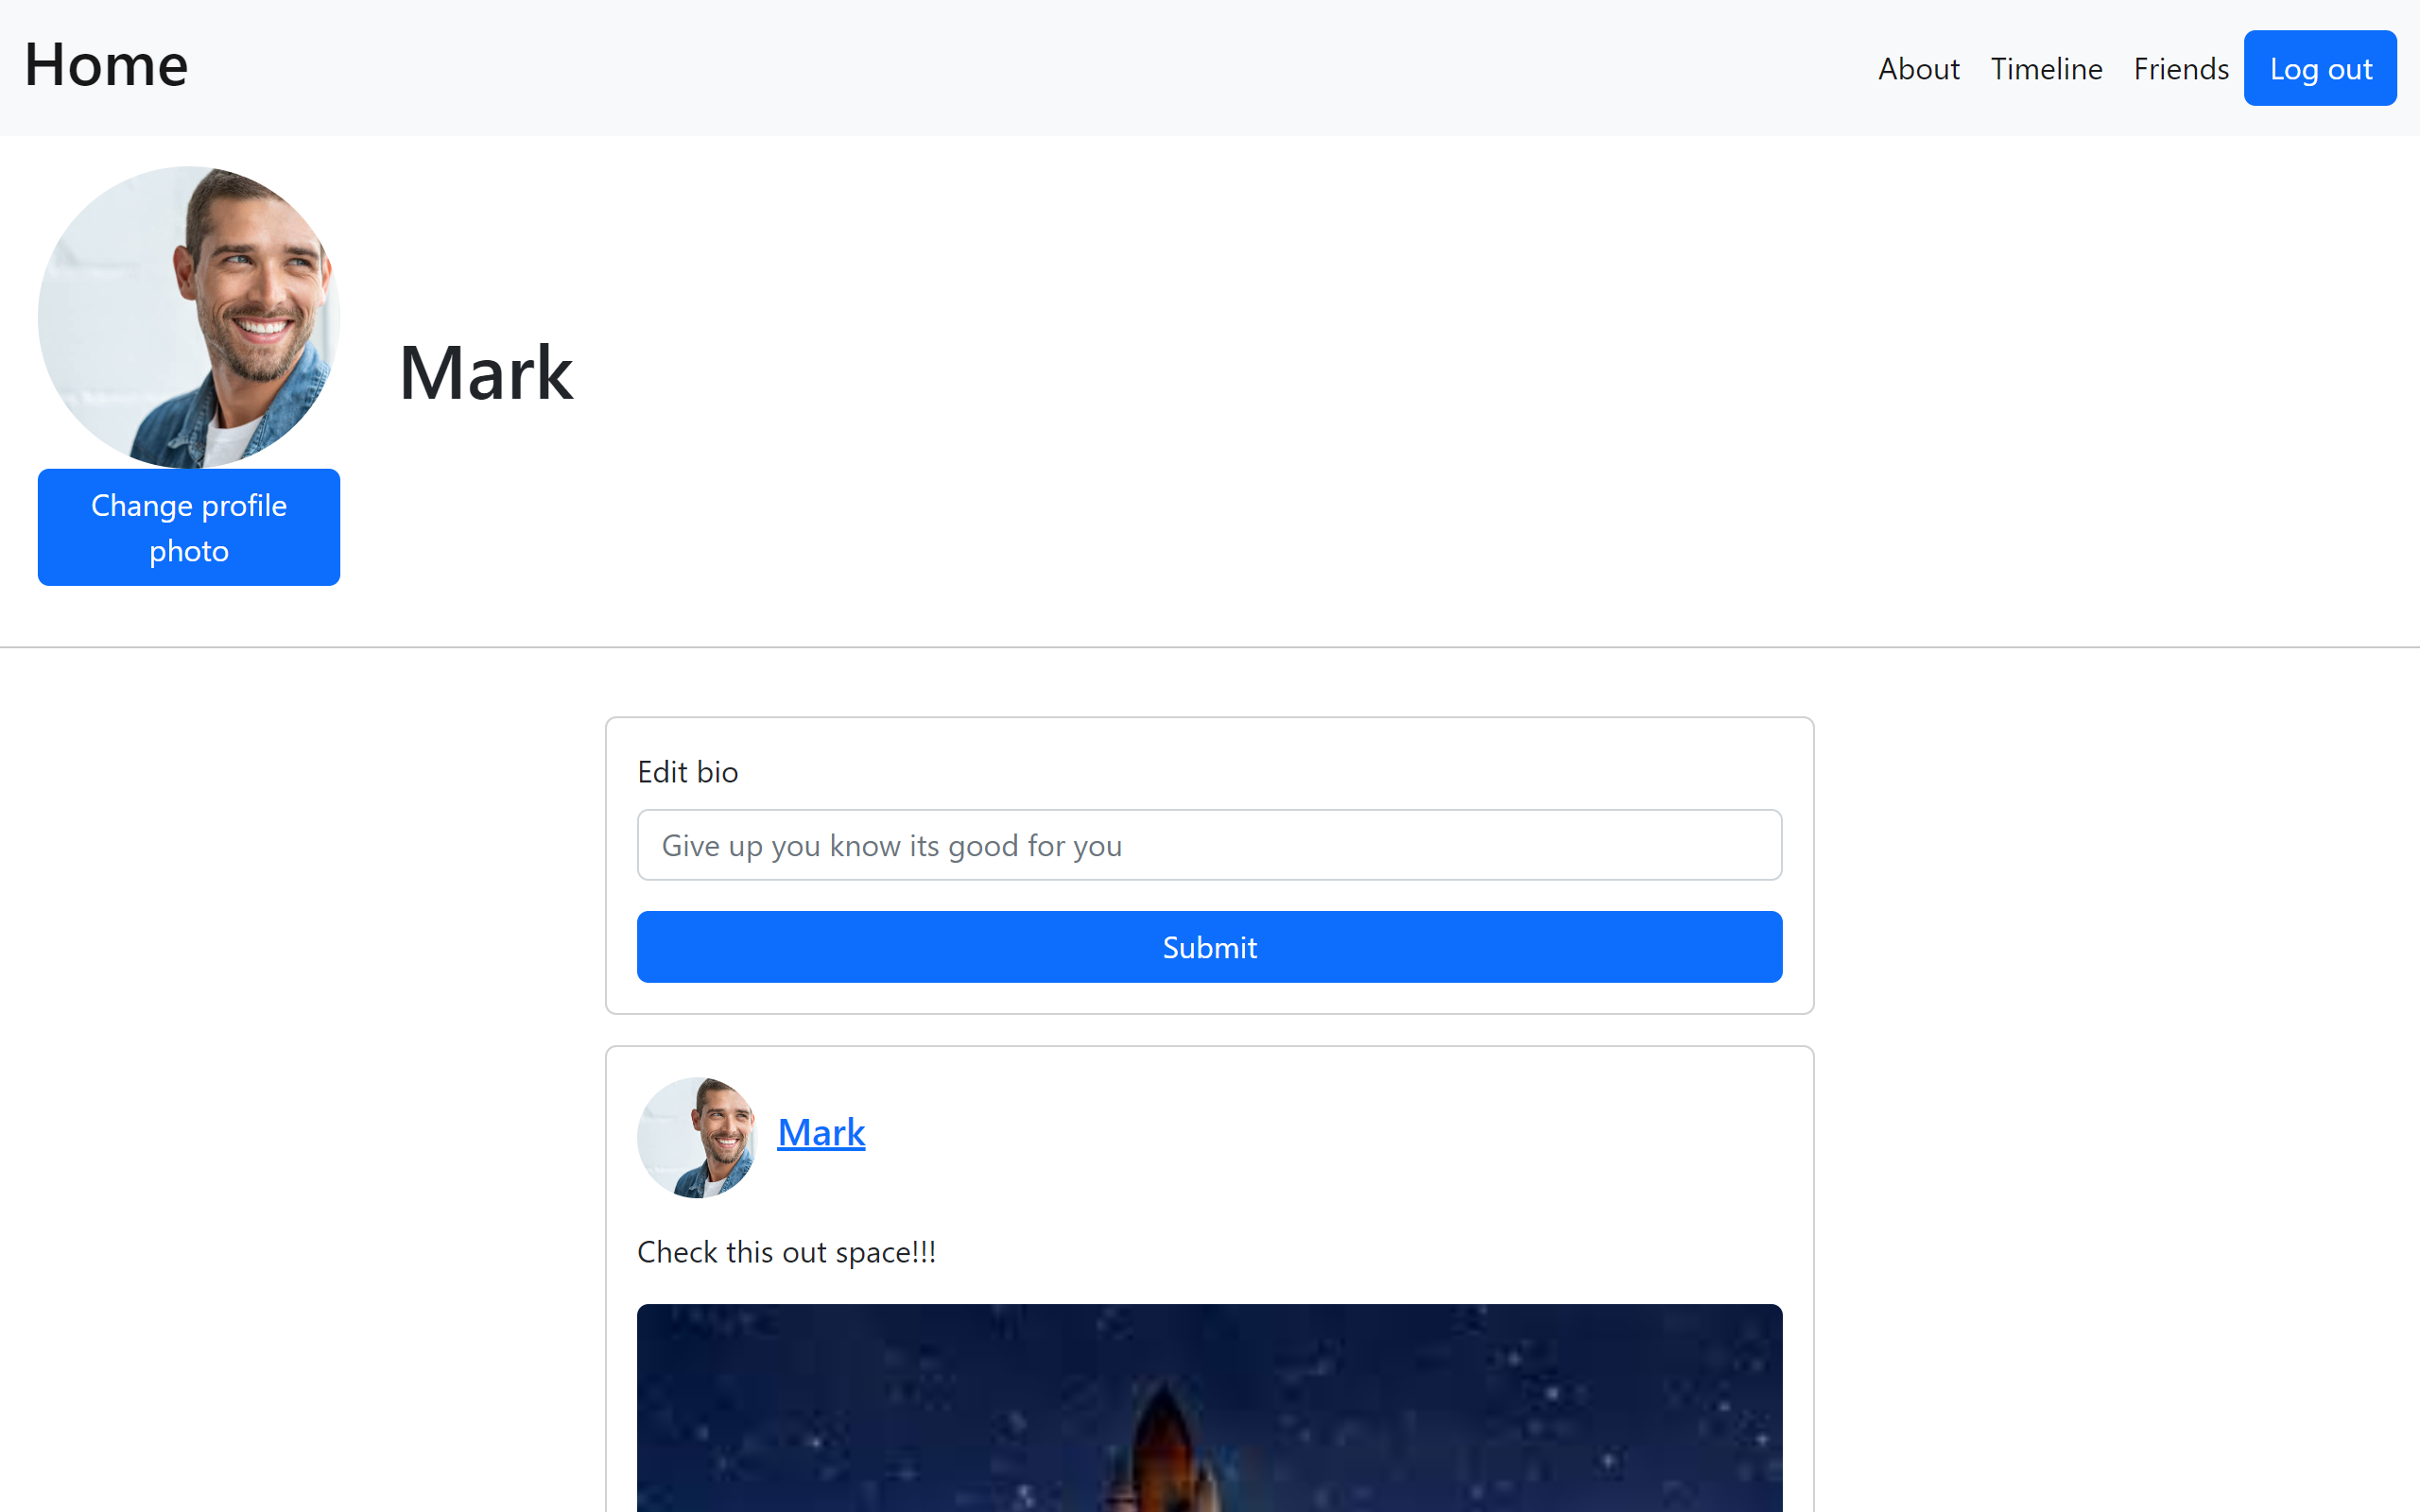 Home
About
Timeline
Friends
Log out
Mark
Change profile
photo
Edit bio
Give up you know its good for you
Submit
Mark
Check this out space!!!